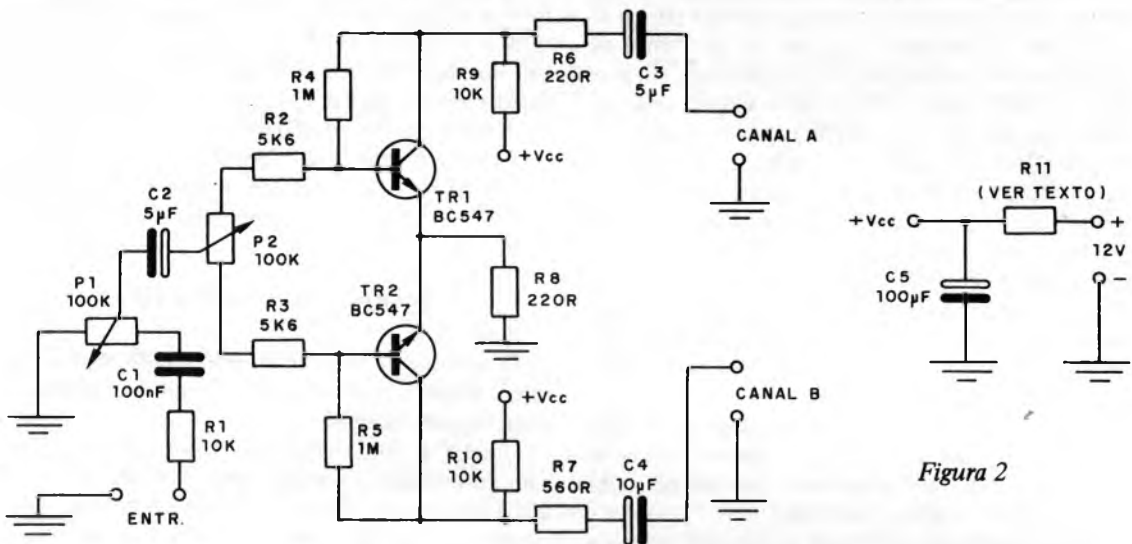 R4
1M
R9
10K
R6
220R
C3
5µF
CANAL A
R2
5K6
+Vcc
TR1
BC547
C2
5µF
P2
100K
P1
100K
R8
220R
R11
(VER TEXTO)
+Vcc
+
12V
-
C5
100µF
TR2
BC547
R3
5K6
C1
100nF
R1
10K
+Vcc
CANAL B
R5
1M
R10
10K
R7
560R
C4
10µF
ENTR.
Figura 2